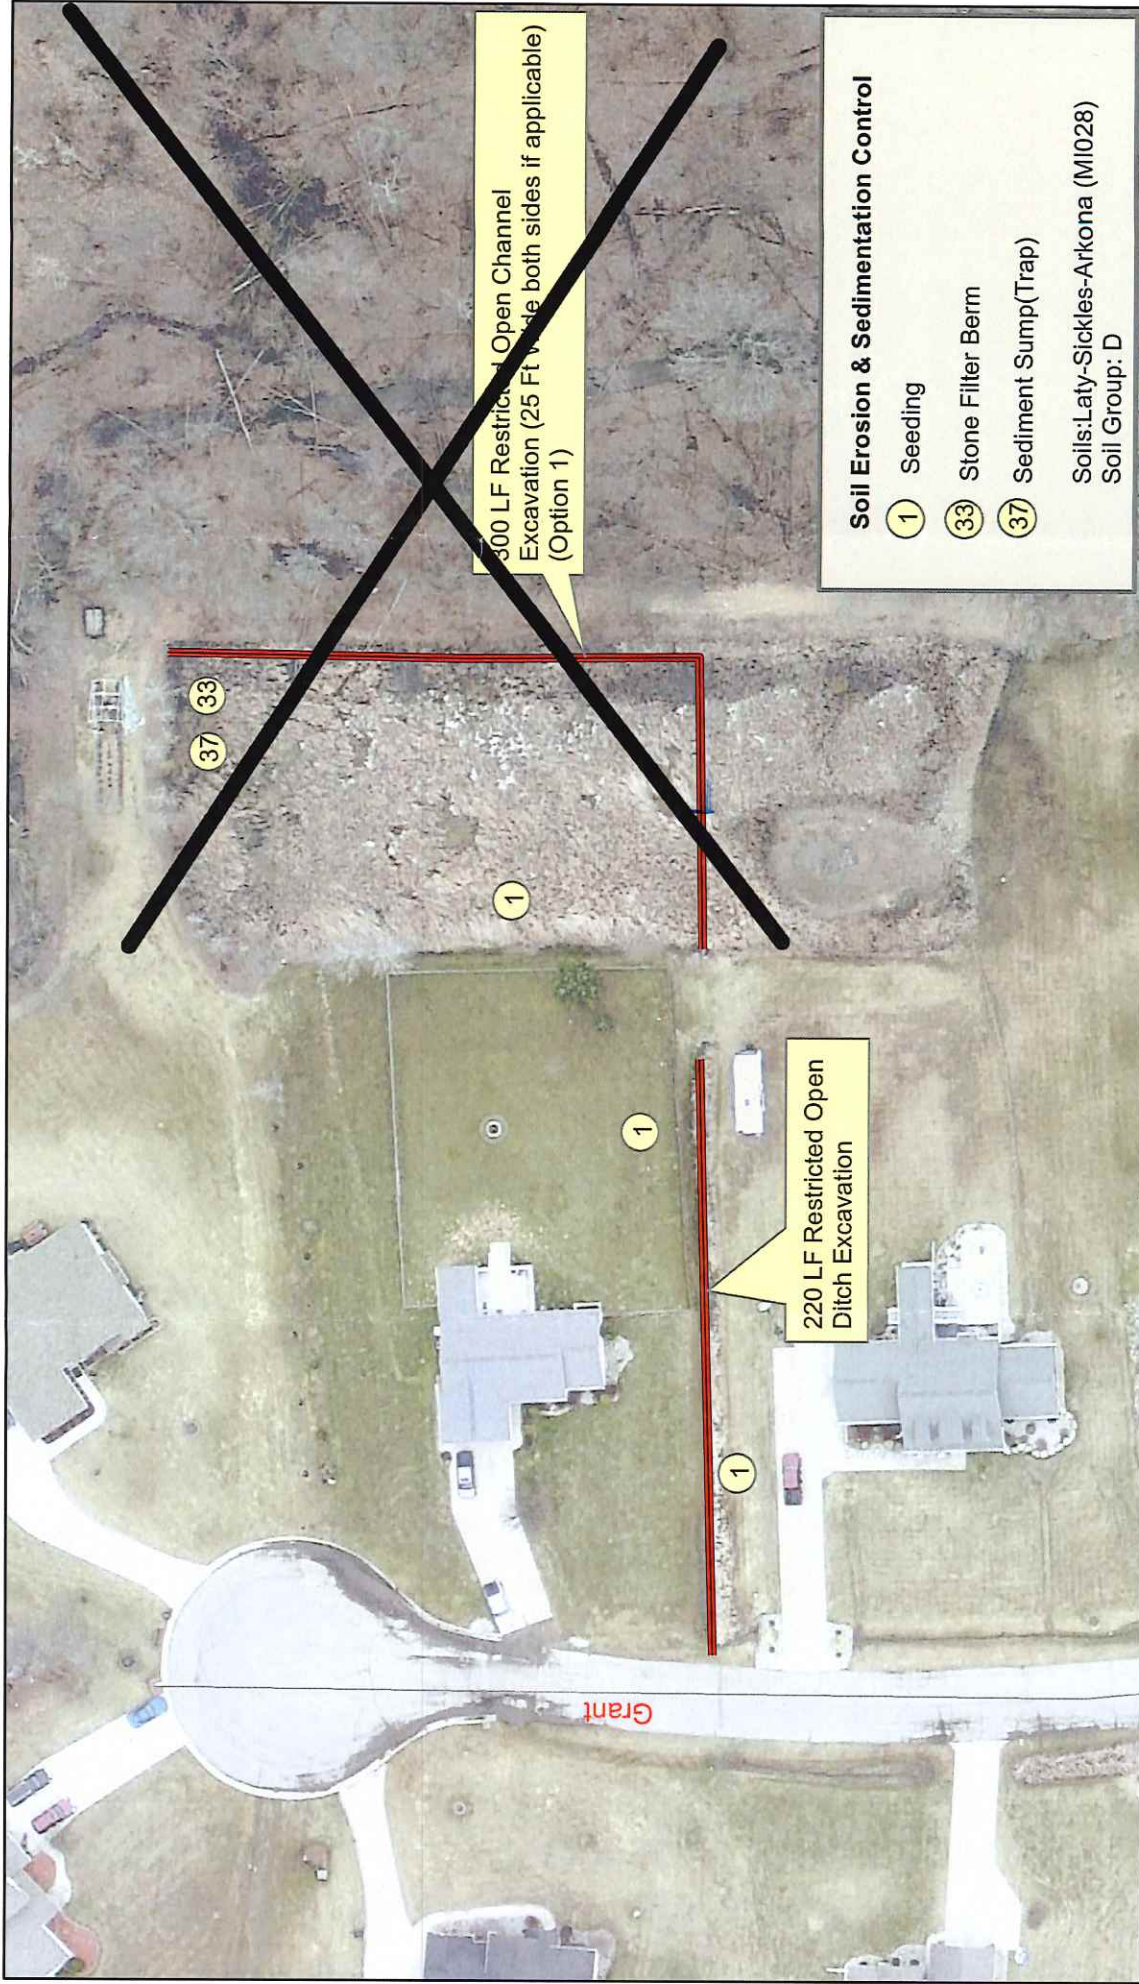 300 LF Restricted Open Channel
Excavation (25 Ft Wide both sides if applicable)
(Option 1)
33
37
1
1
220 LF Restricted Open
Ditch Excavation
1
Grant
Soil Erosion & Sedimentation Control
1 Seeding
33 Stone Filter Berm
37 Sediment Sump(Trap)
Soils:Laty-Sickles-Arkona (MI028)
Soil Group: D